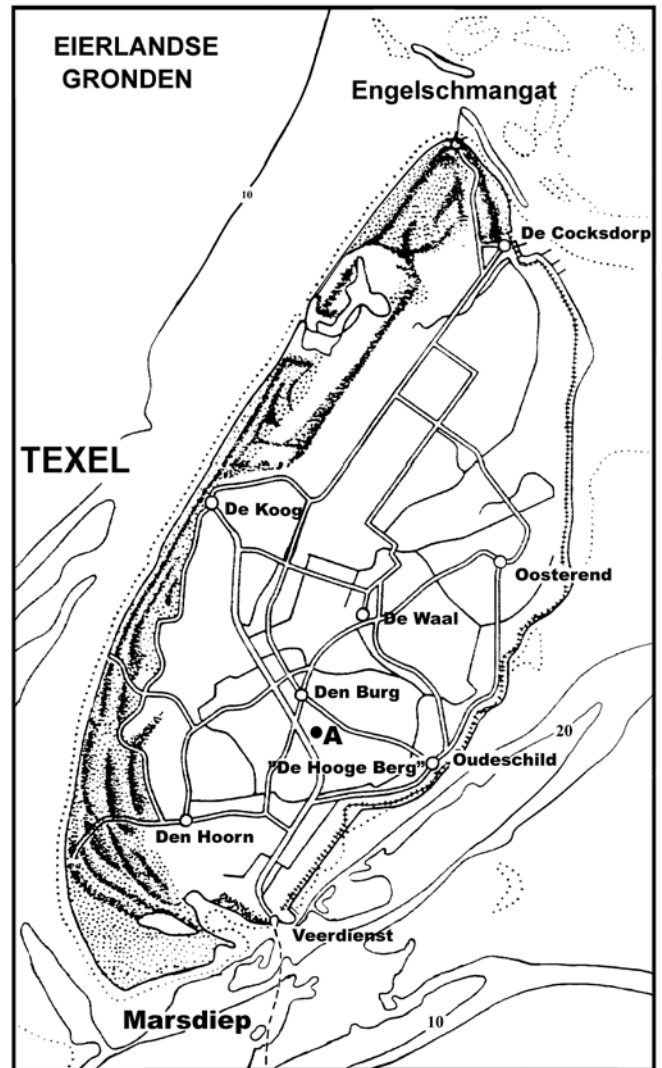 EIERLANDSE
GRONDEN
Engelschmangat
10
De Cocksdorp
TEXEL
De Koog
Oosterend
De Waal
Den Burg
20
A
"De Hooge Berg"
Oudeschild
Den Hoorn
Veerdienst
Marsdiep
10